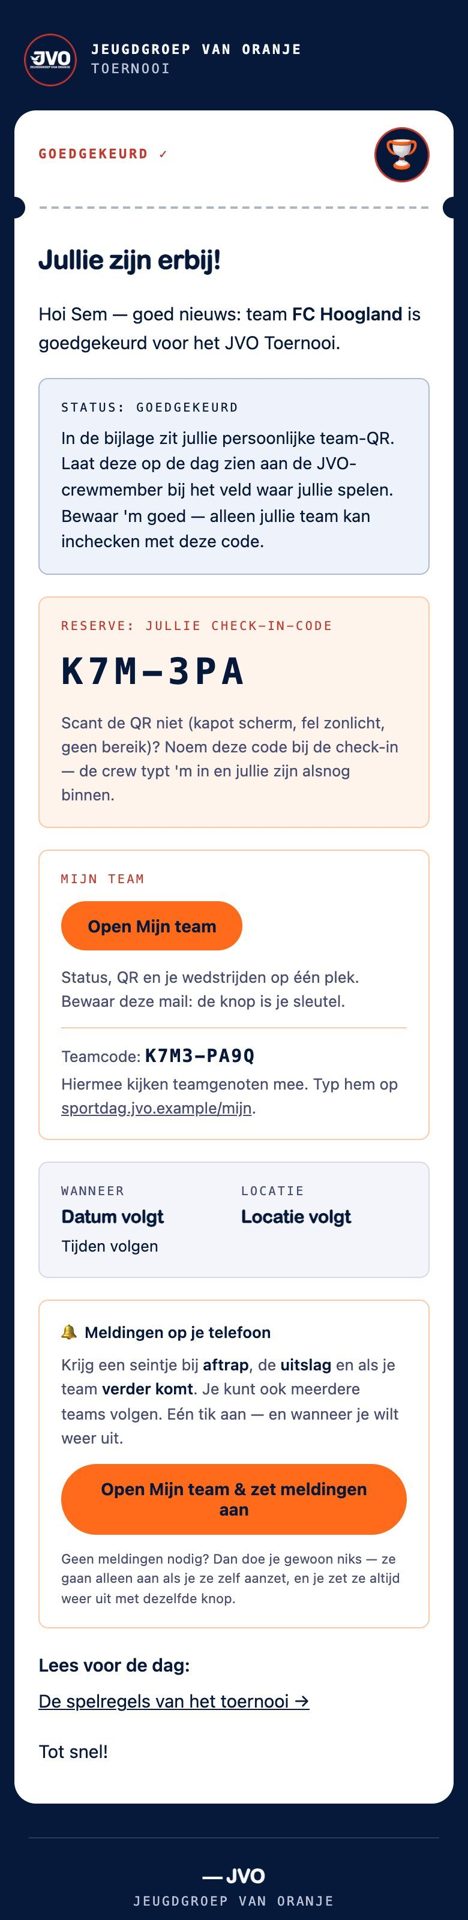 JVO
JEUGDGROEP VAN ORANJE
TOERNOOI
GOEDGEKEURD ✓
Jullie zijn erbij!
Hoi Sem — goed nieuws: team FC Hoogland is
goedgekeurd voor het JVO Toernooi.
STATUS: GOEDGEKEURD
In de bijlage zit jullie persoonlijke team-QR.
Laat deze op de dag zien aan de JVO-
crewmember bij het veld waar jullie spelen.
Bewaar 'm goed — alleen jullie team kan
inchecken met deze code.
RESERVE: JULLIE CHECK-IN-CODE
K7M-3PA
Scant de QR niet (kapot scherm, fel zonlicht,
geen bereik)? Noem deze code bij de check-in
— de crew typt 'm in en jullie zijn alsnog
binnen.
MIJN TEAM
Open Mijn team
Status, QR en je wedstrijden op één plek.
Bewaar deze mail: de knop is je sleutel.
Teamcode: K7M3-PA9Q
Hiermee kijken teamgenoten mee. Typ hem op
sportdag.jvo.example/mijn.
WANNEER
Datum volgt
Tijden volgen
LOCATIE
Locatie volgt
Meldingen op je telefoon
Krijg een seintje bij aftrap, de uitslag en als je
team verder komt. Je kunt ook meerdere
teams volgen. Eén tik aan — en wanneer je wilt
weer uit.
Open Mijn team & zet meldingen
aan
Geen meldingen nodig? Dan doe je gewoon niks — ze
gaan alleen aan als je ze zelf aanzet, en je zet ze altijd
weer uit met dezelfde knop.
Lees voor de dag:
De spelregels van het toernooi →
Tot snel!
— JVO
JEUGDGROEP VAN ORANJE